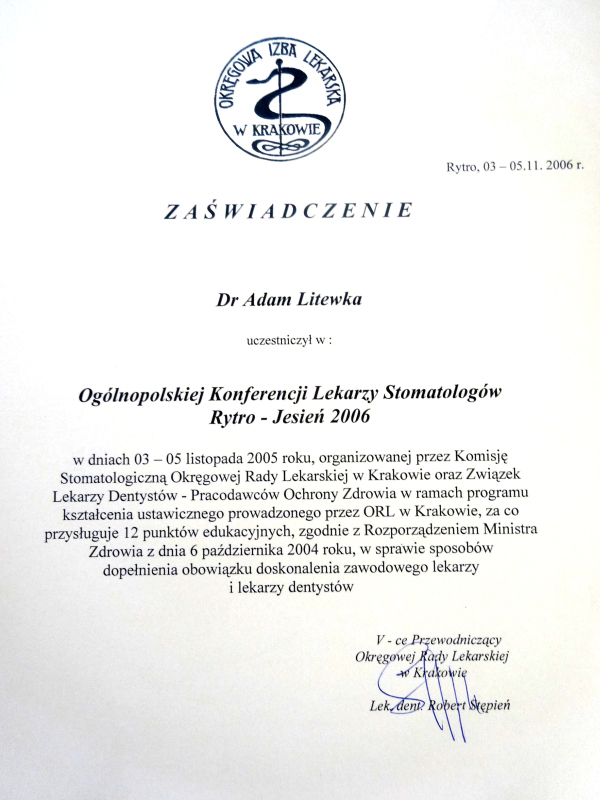 OKRĘGOWA IZBA LEKARSKA
W KRAKOWIE
Rytro, 03 – 05.11. 2006 r.
ZAŚWIADCZENIE
Dr Adam Litewka
uczestniczył w :
Ogólnopolskiej Konferencji Lekarzy Stomatologów
Rytro - Jesień 2006
w dniach 03 – 05 listopada 2005 roku, organizowanej przez Komisję
Stomatologiczną Okręgowej Rady Lekarskiej w Krakowie oraz Związek
Lekarzy Dentystów - Pracodawców Ochrony Zdrowia w ramach programu
kształcenia ustawicznego prowadzonego przez ORL w Krakowie, za co
przysługuje 12 punktów edukacyjnych, zgodnie z Rozporządzeniem Ministra
Zdrowia z dnia 6 października 2004 roku, w sprawie sposobów
dopełnienia obowiązku doskonalenia zawodowego lekarzy
i lekarzy dentystów
V - ce Przewodniczący
Okręgowej Rady Lekarskiej
w Krakowie
Lek. dent. Robert Stępień